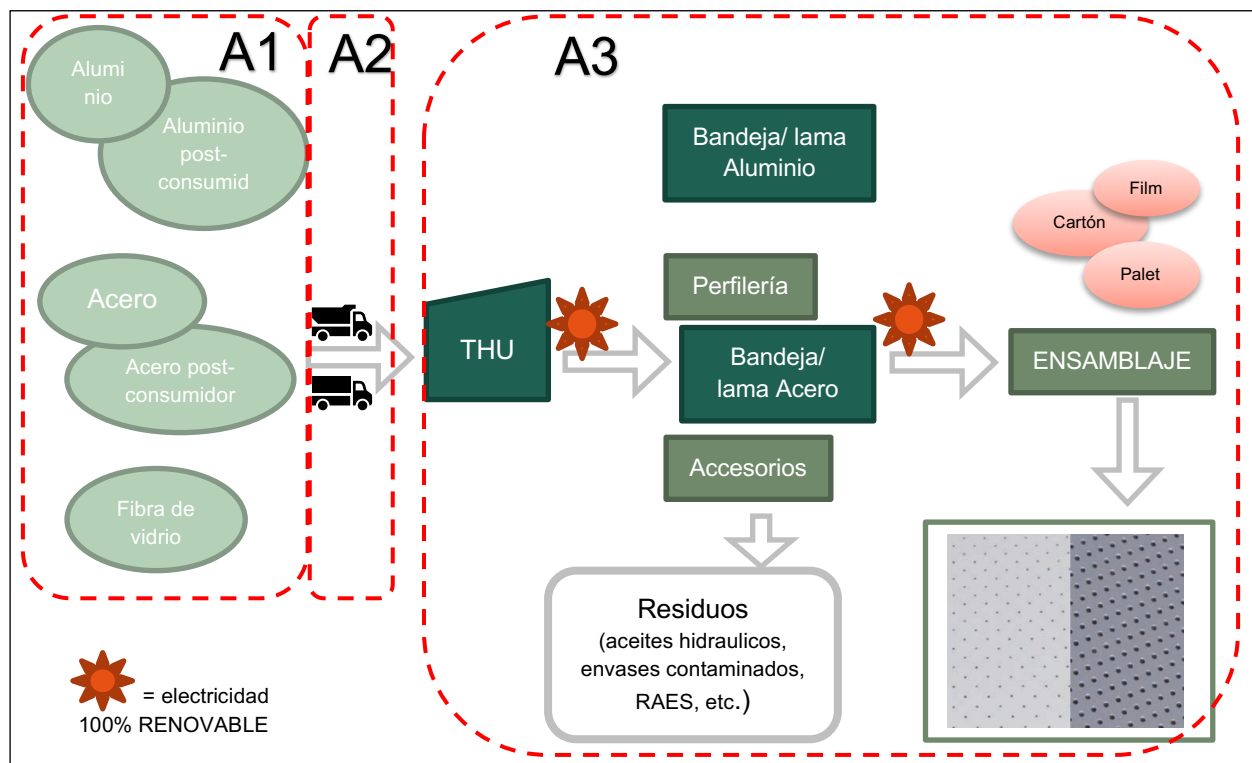 A1
A2
A3
Alumi
nio
Aluminio
post-
consumid
Acero
Acero post-
consumidor
Fibra de
vidrio
THU
Bandeja/ lama
Aluminio
Perfilería
Bandeja/
lama Acero
Accesorios
Film
Cartón
Palet
ENSAMBLAJE
Residuos
(aceites hidraulicos,
envases contaminados,
RAES, etc.)
= electricidad
100% RENOVABLE